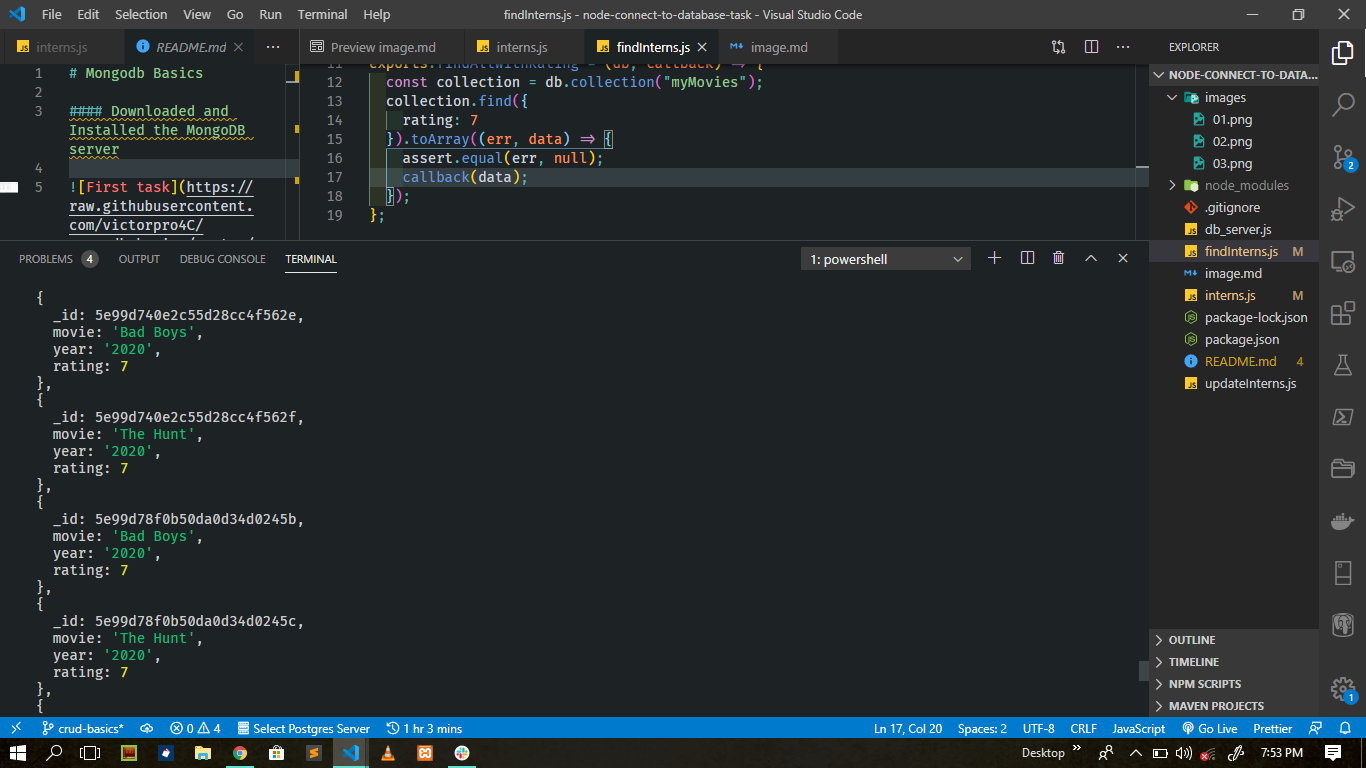 File Edit Selection View Go Run Terminal Help
findInterns.js - node-connect-to-database-task - Visual Studio Code
interns.js
README.md
Preview image.md
interns.js
findInterns.js
image.md
1 # Mongodb Basics
2
3 #### Downloaded and
Installed the MongoDB
server
4
5 ![First task](https://
raw.githubusercontent.
com/victorpro4C/
12 const collection = db.collection("myMovies");
13 collection.find({
14 rating: 7
15 }).toArray((err, data) => {
16 assert.equal(err, null);
17 callback(data);
18 });
19 };
EXPLORER
NODE-CONNECT-TO-DATA...
images
01.png
02.png
03.png
node_modules
.gitignore
db_server.js
findInterns.js M
image.md
interns.js M
package-lock.json
package.json
README.md 4
updateInterns.js
OUTLINE
TIMELINE
NPM SCRIPTS
MAVEN PROJECTS
2
1
PROBLEMS 4 OUTPUT DEBUG CONSOLE TERMINAL
1: powershell
{
_id: 5e99d740e2c55d28cc4f562e,
movie: 'Bad Boys',
year: '2020',
rating: 7
},
{
_id: 5e99d740e2c55d28cc4f562f,
movie: 'The Hunt',
year: '2020',
rating: 7
},
{
_id: 5e99d78f0b50da0d34d0245b,
movie: 'Bad Boys',
year: '2020',
rating: 7
},
{
_id: 5e99d78f0b50da0d34d0245c,
movie: 'The Hunt',
year: '2020',
rating: 7
},
{
crud-basics* 0 4 Select Postgres Server 1 hr 3 mins
Ln 17, Col 20 Spaces: 2 UTF-8 CRLF JavaScript Go Live Prettier
Desktop 7:53 PM